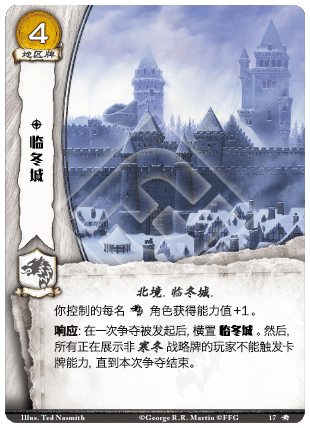 4
地区牌
临冬城
北境. 临冬城.
你控制的每名 角色获得能力值+1。
响应: 在一次争夺被发起后, 横置 临冬城 。然后,
所有正在展示非 寒冬 战略牌的玩家不能触发卡
牌能力, 直到本次争夺结束。
Illus. Ted Nasmith ©George R.R. Martin ©FFG 17